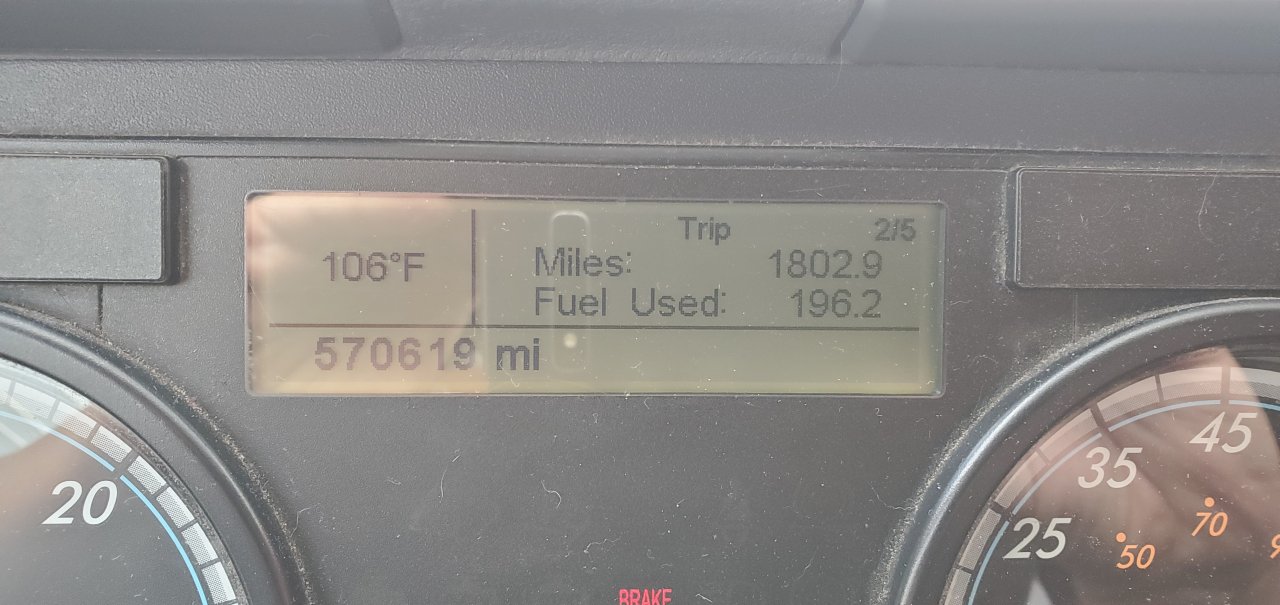 Trip 2/5
106°F
Miles: 1802.9
Fuel Used: 196.2
570619 mi
20
25
35
45
50
70
BRAKE